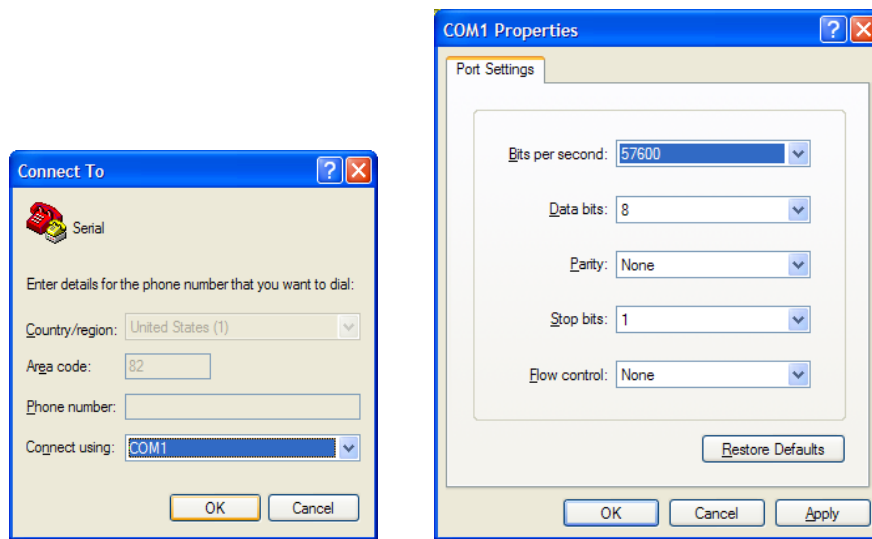 Connect To
Serial
Enter details for the phone number that you want to dial:
Country/region: United States (1)
Area code: 82
Phone number:
Connect using: COM1
OK Cancel
COM1 Properties
Port Settings
Bits per second: 57600
Data bits: 8
Parity: None
Stop bits: 1
Flow control: None
Restore Defaults
OK Cancel Apply